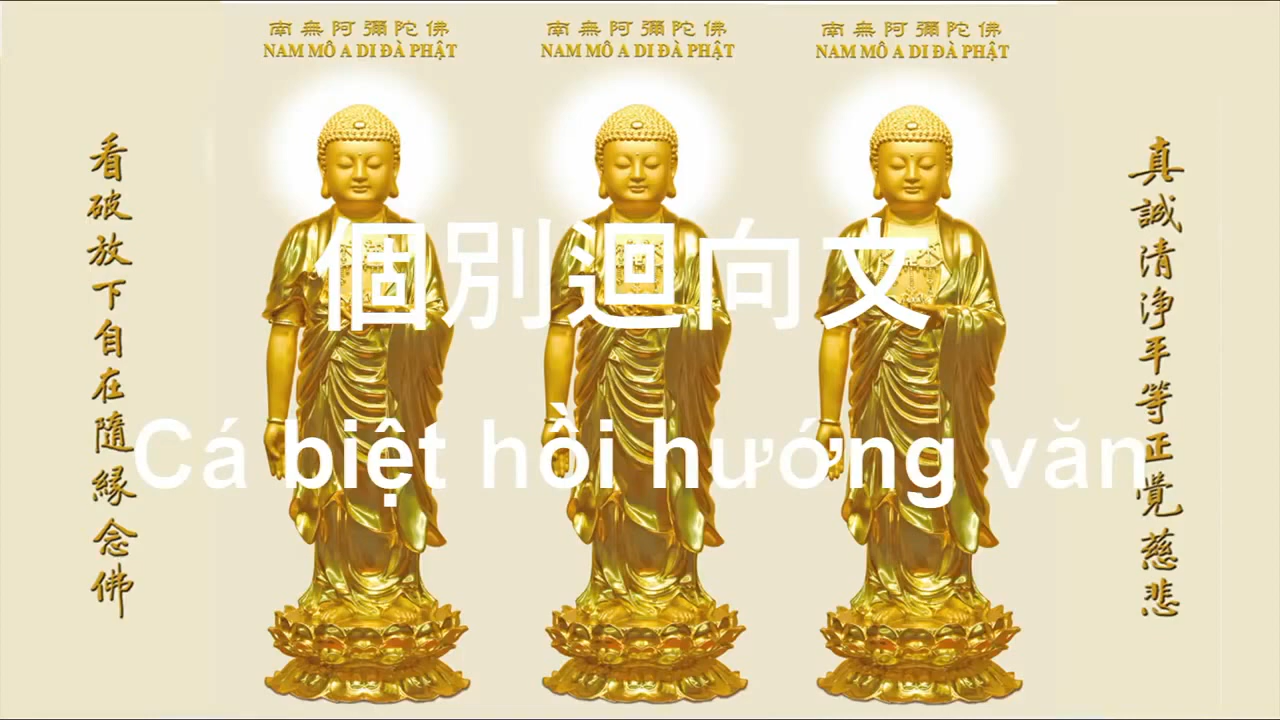 南無阿彌陀佛
NAM MÔ A DI ĐÀ PHẬT
南無阿彌陀佛
NAM MÔ A DI ĐÀ PHẬT
南無阿彌陀佛
NAM MÔ A DI ĐÀ PHẬT
真誠清淨平等正覺慈悲
看破放下自在隨緣念佛
個別迴向文
Cá biệt hồi hướng văn